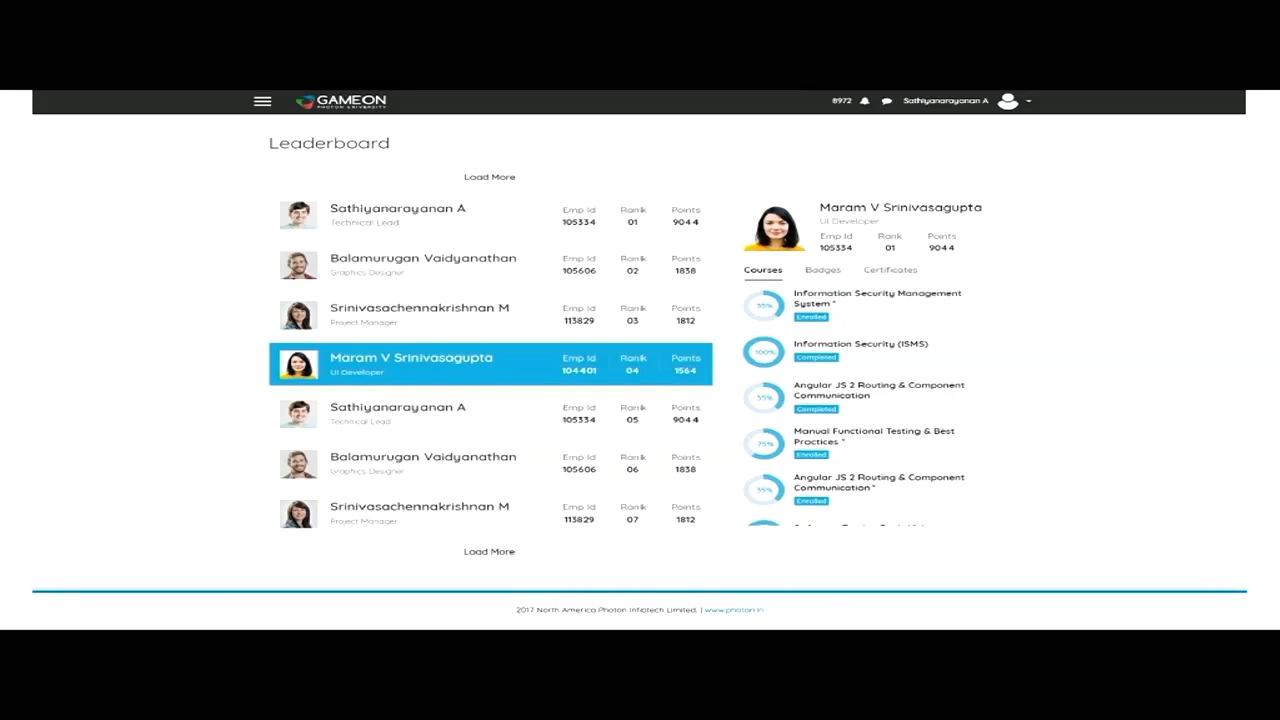 GAMEON
PHOTON UNIVERSITY
8972
Sathiyanarayanan A
Leaderboard
Load More
Sathiyanarayanan A
Technical Lead
Emp Id Rank Points
105334 01 9044
Balamurugan Vaidyanathan
Graphics Designer
Emp Id Rank Points
105606 02 1838
Srinivasachennakrishnan M
Project Manager
Emp Id Rank Points
113829 03 1812
Maram V Srinivasagupta
UI Developer
Emp Id Rank Points
104401 04 1564
Sathiyanarayanan A
Technical Lead
Emp Id Rank Points
105334 05 9044
Balamurugan Vaidyanathan
Graphics Designer
Emp Id Rank Points
105606 06 1838
Srinivasachennakrishnan M
Project Manager
Emp Id Rank Points
113829 07 1812
Load More
Maram V Srinivasagupta
UI Developer
Emp Id Rank Points
105334 01 9044
Courses Badges Certificates
35%
Information Security Management
System *
Enrolled
100%
Information Security (ISMS)
Completed
35%
Angular JS 2 Routing & Component
Communication
Completed
75%
Manual Functional Testing & Best
Practices *
Enrolled
35%
Angular JS 2 Routing & Component
Communication *
Enrolled
2017 North America Photon Infotech Limited. | www.photon.in